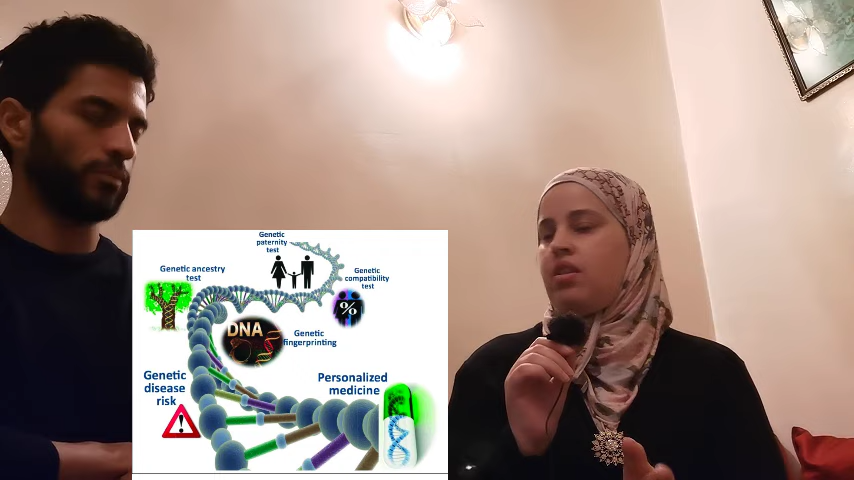 Genetic
paternity
test
Genetic ancestry
test
Genetic
compatibility
test
%
DNA
Genetic
fingerprinting
Genetic
disease
risk
!
Personalized
medicine